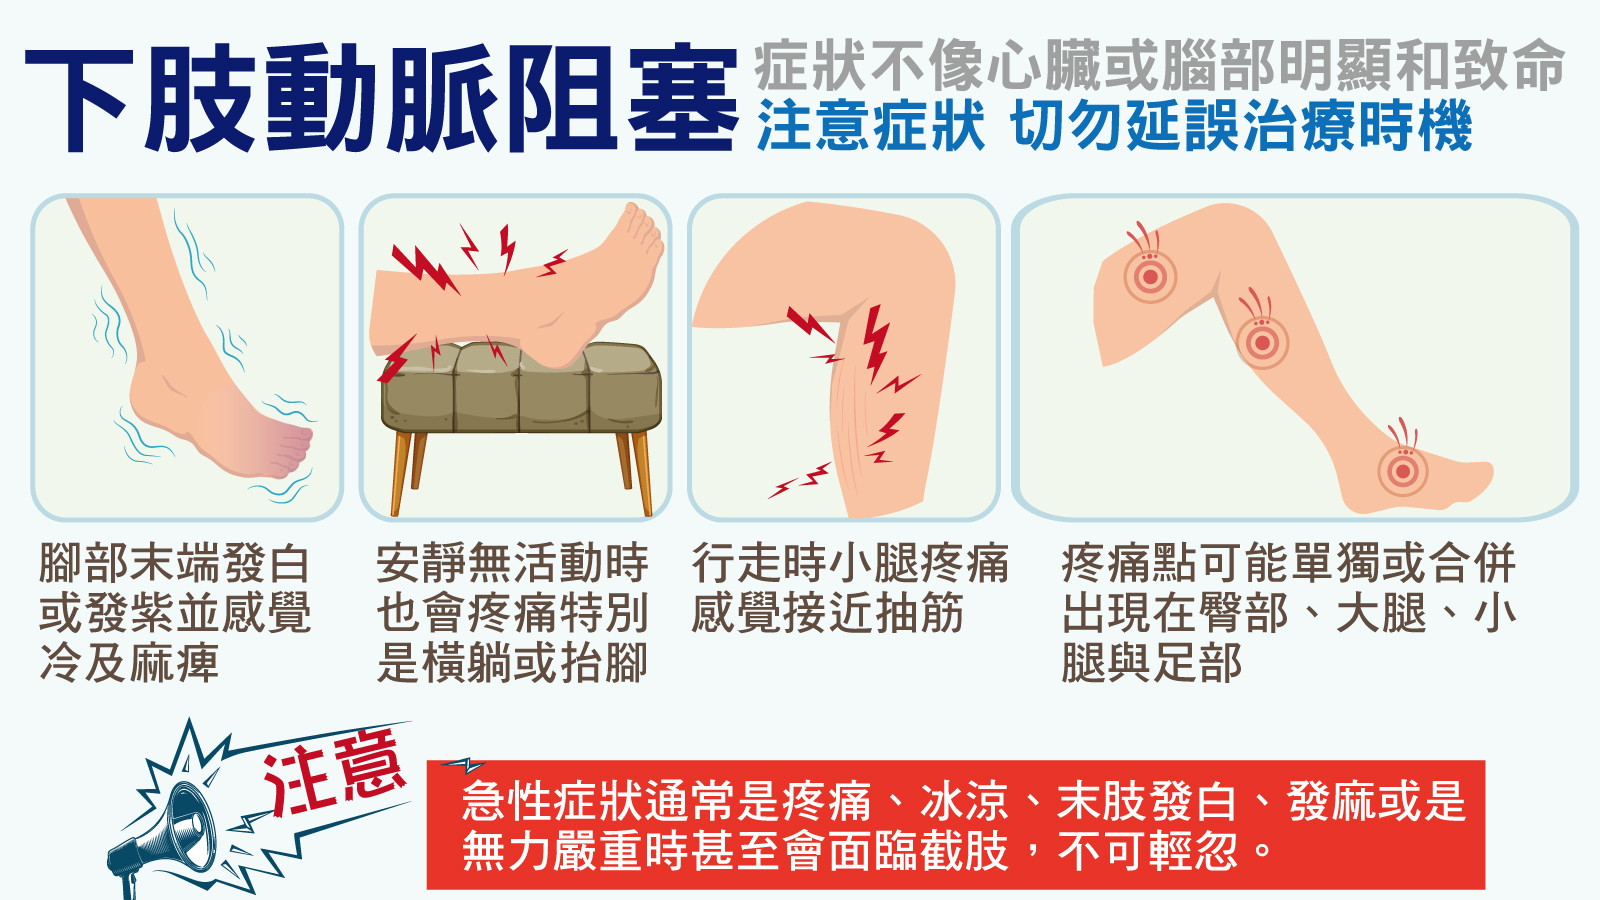 下肢動脈阻塞
症狀不像心臟或腦部明顯和致命
注意症狀 切勿延誤治療時機
腳部末端發白
或發紫並感覺
冷及麻痺
安靜無活動時
也會疼痛特別
是橫躺或抬腳
行走時小腿疼痛
感覺接近抽筋
疼痛點可能單獨或合併
出現在臀部、大腿、小
腿與足部
注意
急性症狀通常是疼痛、冰涼、末肢發白、發麻或是
無力嚴重時甚至會面臨截肢，不可輕忽。